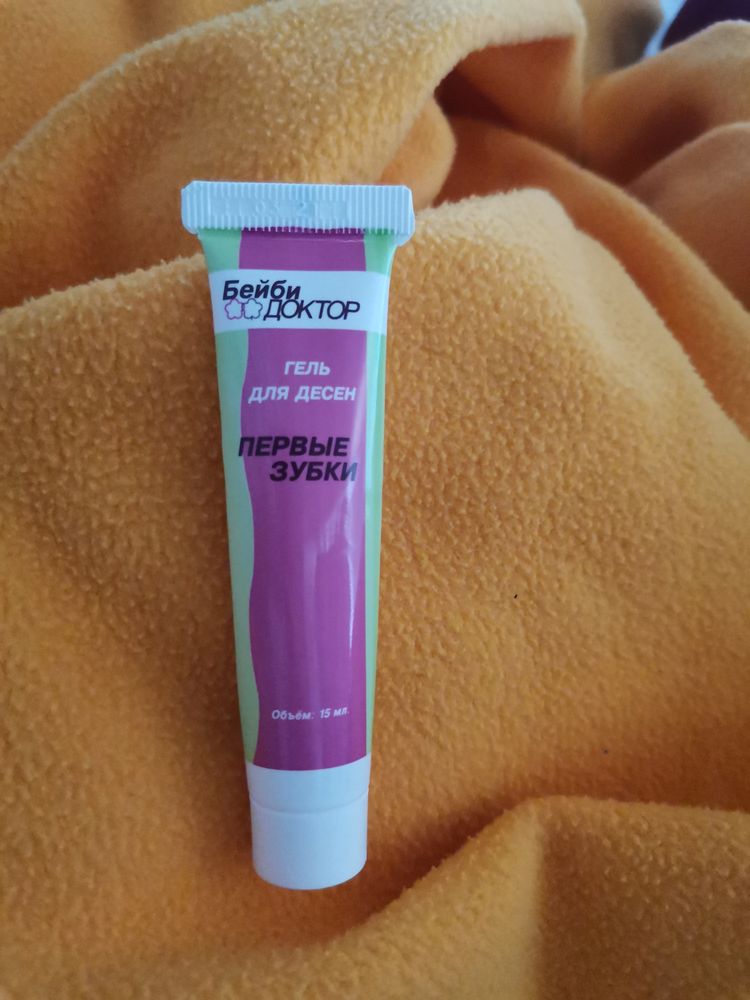 Бейби
ДОКТОР
ГЕЛЬ
ДЛЯ ДЕСЕН
ПЕРВЫЕ
ЗУБКИ
Объём: 15 мл.